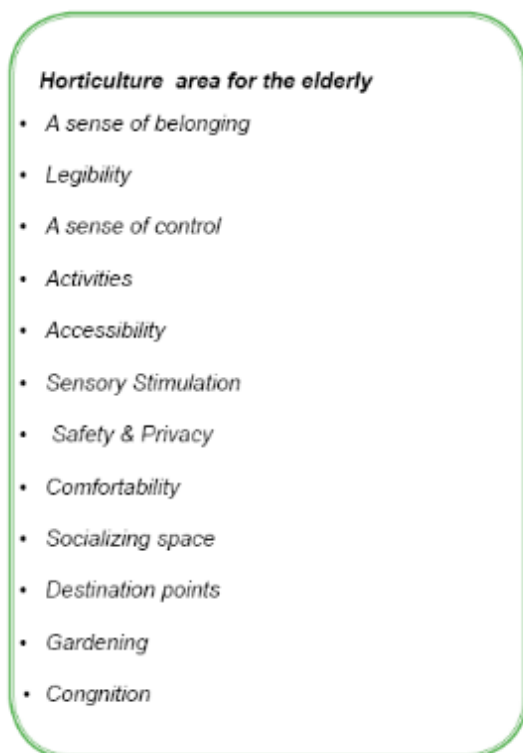 Horticulture area for the elderly
• A sense of belonging
• Legibility
• A sense of control
• Activities
• Accessibility
• Sensory Stimulation
• Safety & Privacy
• Comfortability
• Socializing space
• Destination points
• Gardening
• Congnition